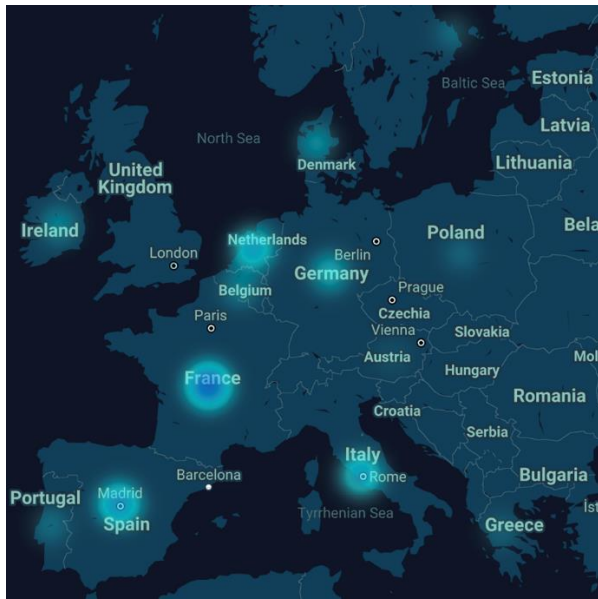 Baltic Sea
Estonia
Latvia
North Sea
Lithuania
Denmark
United
Kingdom
Bela
Ireland
Netherlands
Poland
London
Berlin
Germany
Belgium
Prague
Paris
Czechia
Vienna
Slovakia
Austria
Mol
Hungary
France
Romania
Croatia
Serbia
Italy
Barcelona
Rome
Bulgaria
Portugal
Madrid
İst
Tyrrhenian Sea
Spain
Greece